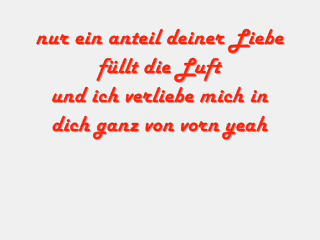 nur ein anteil deiner Liebe
füllt die Luft
und ich verliebe mich in
dich ganz von vorn yeah